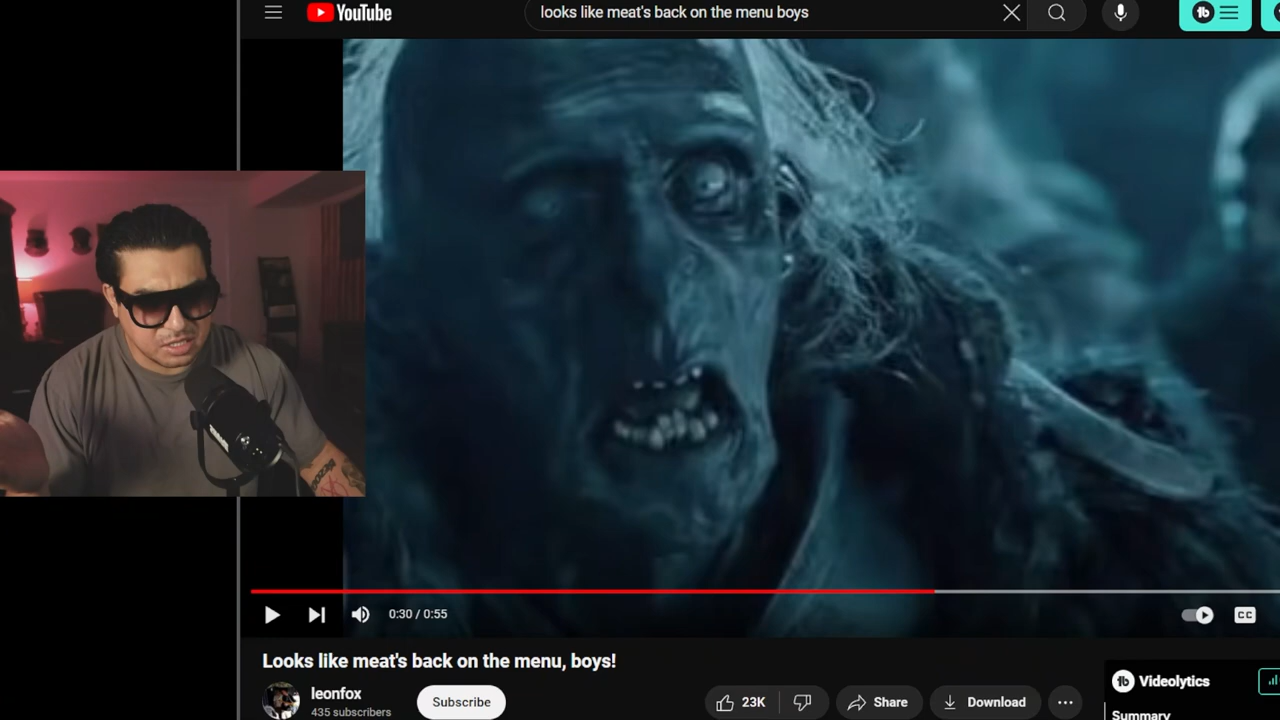 YouTube
looks like meat's back on the menu boys
0:30 / 0:55
CC
Looks like meat's back on the menu, boys!
leonfox
435 subscribers
Subscribe
23K
Share
Download
Videolytics
Summary